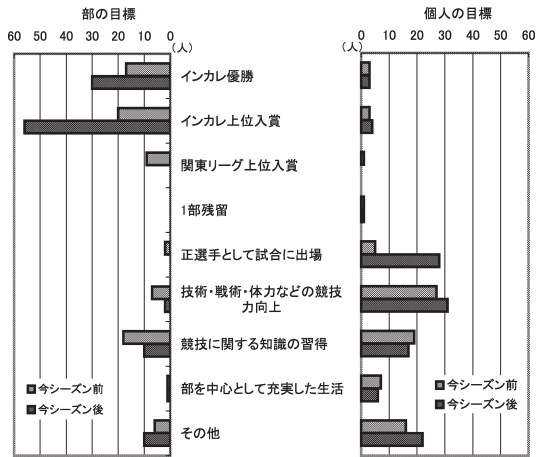 部の目標
個人の目標
(人)
60 50 40 30 20 10 0
(人)
0 10 20 30 40 50 60
インカレ優勝
インカレ上位入賞
関東リーグ上位入賞
1部残留
正選手として試合に出場
技術・戦術・体力などの競技
力向上
競技に関する知識の習得
部を中心として充実した生活
その他
今シーズン前
今シーズン後
今シーズン前
今シーズン後